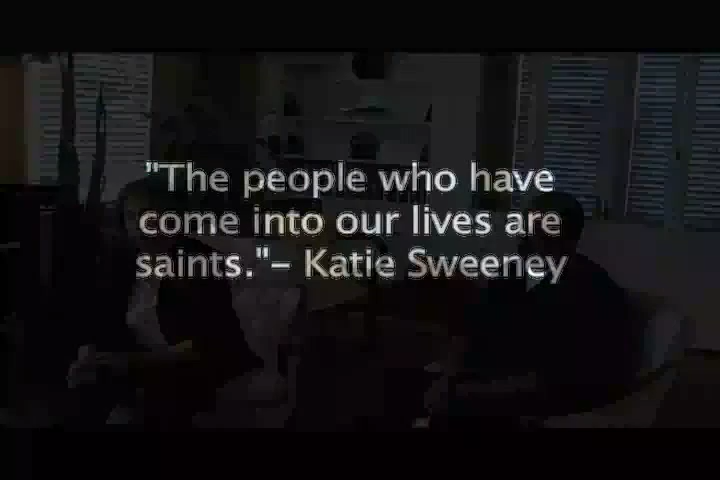 "The people who have
come into our lives are
saints."– Katie Sweeney